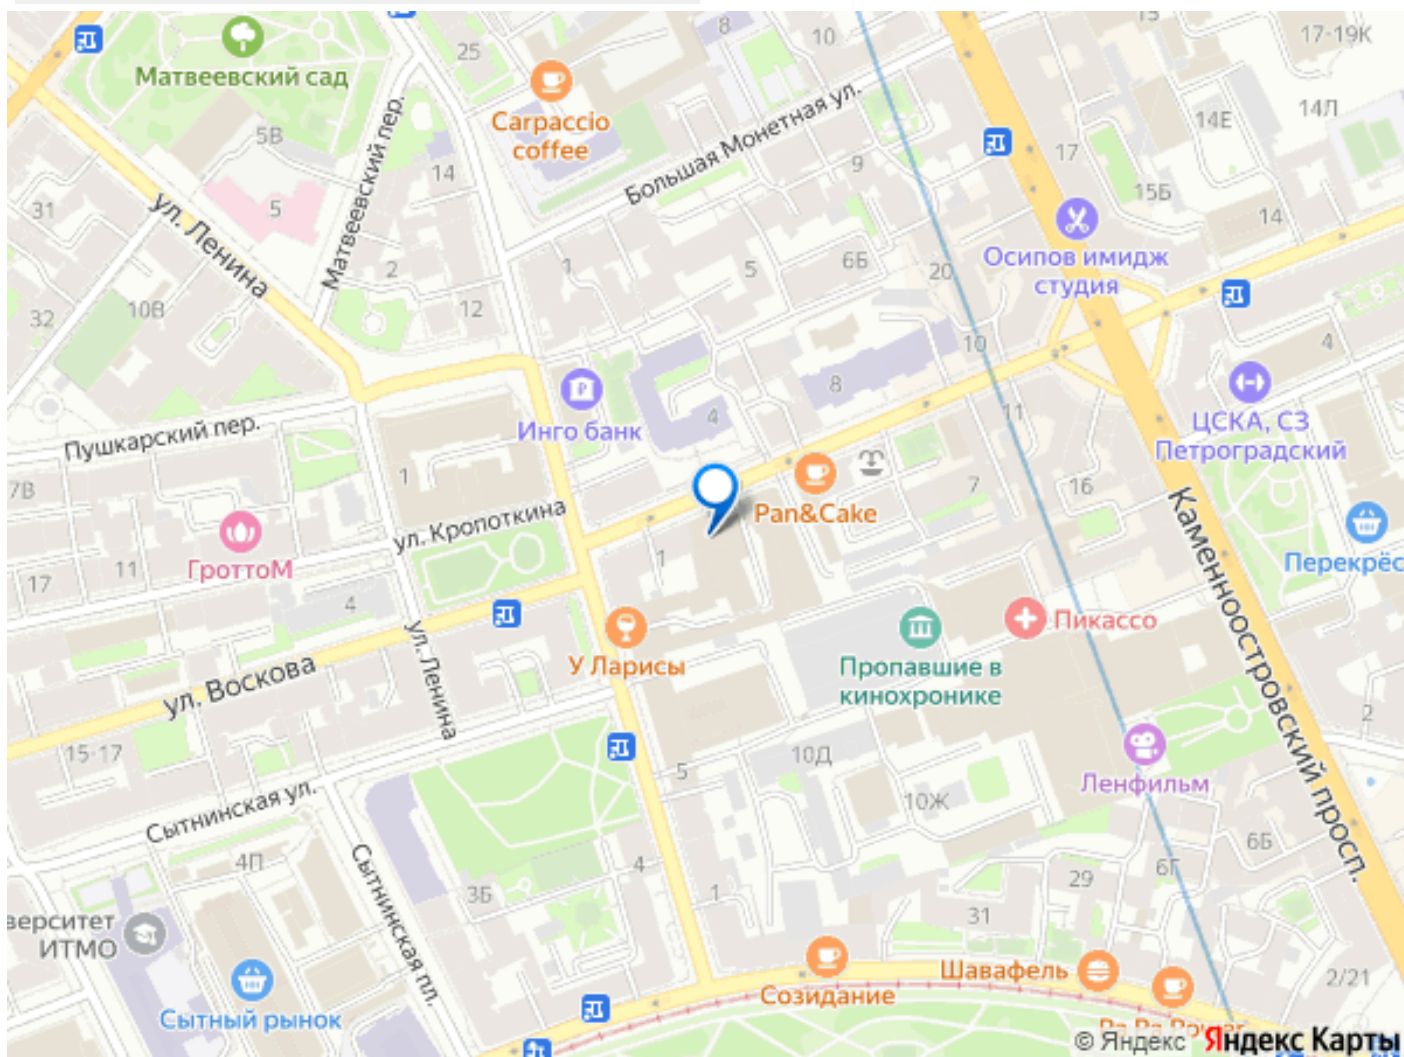 8
10
15
17-19К
25
Матвеевский сад
Carpaccio
coffee
Большая Монетная ул.
14Е
14Л
5В
Матвеевский пер.
14
9
17
15Б
31
5
ул. Ленина
14
Осипов имидж
студия
2
1
5
6Б
20
32
10В
12
10
4
8
ЦСКА, СЗ
Петроградский
Инго банк
4
11
Пушкарский пер.
1
7В
7
16
Pan&Cake
ул. Кропоткина
Каменноостровский просп.
ГроттоМ
11
17
1
Перекрёс
4
Пикассо
У Ларисы
Пропавшие в
кинохронике
ул. Воскова
ул. Ленина
2
15-17
5
10Д
Ленфильм
Сытнинская ул.
10Ж
4П
6Б
3Б
4
1
29
6Г
31
верситет
ИТМО
Сытнинская пл.
Сытный рынок
Созидание
Шавафель
2/21
© Яндекс Яндекс Карты